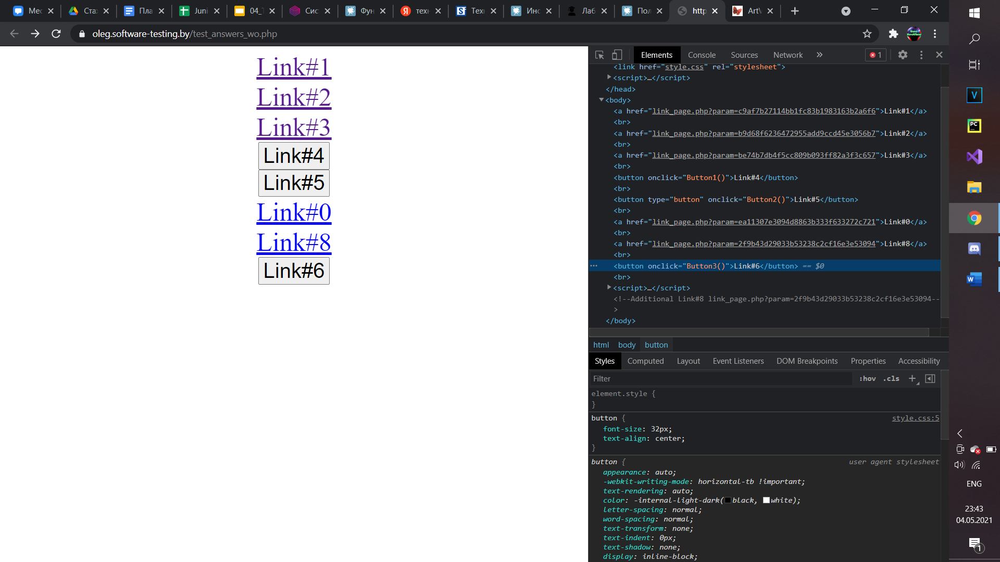 Мес
Ста
Пла
Juni
04_
Сис
Фун
техн
Техн
Инс
Лаб
Пол
http
Art
oleg.software-testing.by/test_answers_wo.php
Link#1
Link#2
Link#3
Link#4
Link#5
Link#0
Link#8
Link#6
Elements Console Sources Network » 1
<link href="style.css" rel="stylesheet">
<script>…</script>
</head>
<body>
<a href="link_page.php?param=c9af7b27114bb1fc83b1983163b2a6f6">Link#1</a>
<br>
<a href="link_page.php?param=b9d68f6236472955add9ccd45e3056b7">Link#2</a>
<br>
<a href="link_page.php?param=be74b7db4f5cc809b093ff82a3f3c657">Link#3</a>
<br>
<button onclick="Button1()">Link#4</button>
<br>
<button type="button" onclick="Button2()">Link#5</button>
<br>
<a href="link_page.php?param=ea11307e3094d8863b333f633272c721">Link#0</a>
<br>
<a href="link_page.php?param=2f9b43d29033b53238c2cf16e3e53094">Link#8</a>
<br>
<button onclick="Button3()">Link#6</button> == $0
<br>
<script>…</script>
<!--Additional Link#8 link_page.php?param=2f9b43d29033b53238c2cf16e3e53094--
>
</body>
html body button
Styles Computed Layout Event Listeners DOM Breakpoints Properties Accessibility
Filter :hov .cls +
element.style {
}
button { style.css:5
font-size: 32px;
text-align: center;
}
button { user agent stylesheet
appearance: auto;
-webkit-writing-mode: horizontal-tb !important;
text-rendering: auto;
color: -internal-light-dark(black, white);
letter-spacing: normal;
word-spacing: normal;
text-transform: none;
text-indent: 0px;
text-shadow: none;
display: inline-block;
ENG
23:43
04.05.2021
1